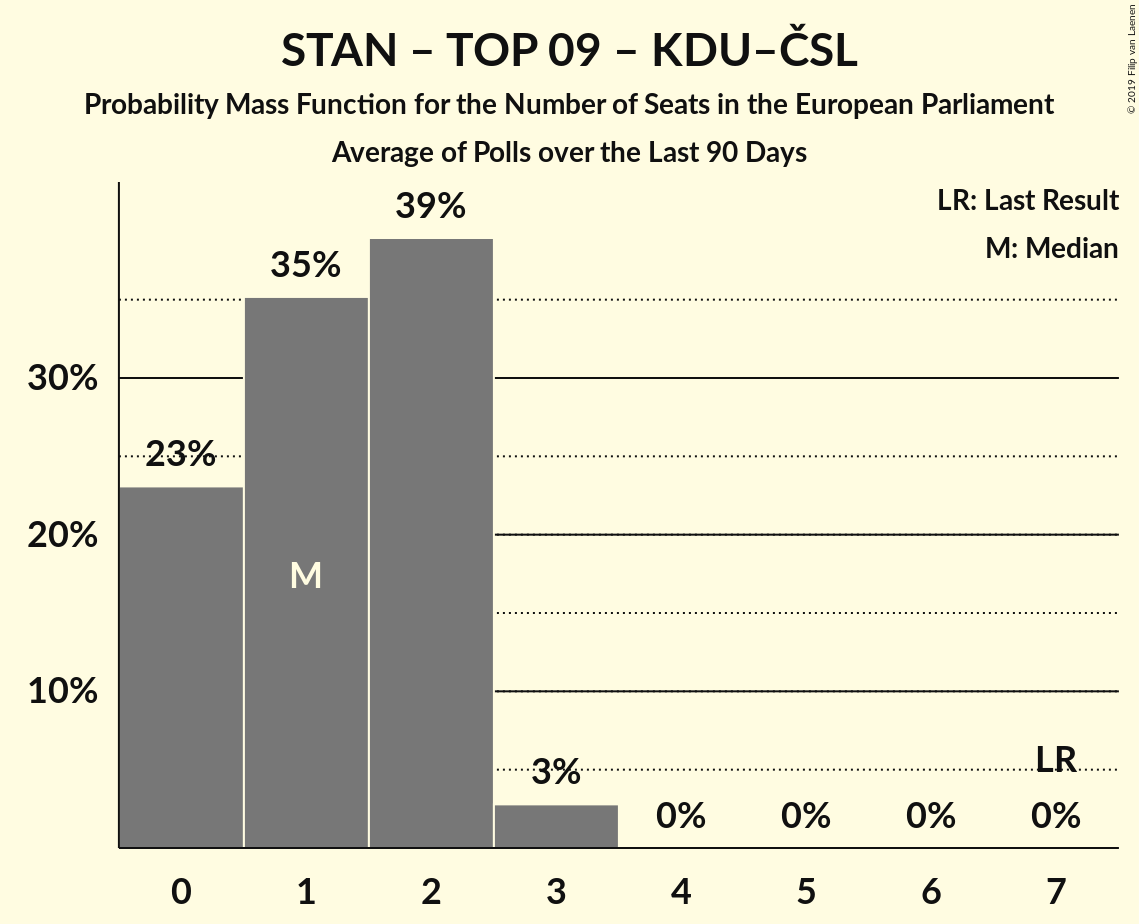 STAN – TOP 09 – KDU–ČSL
Probability Mass Function for the Number of Seats in the European Parliament
Average of Polls over the Last 90 Days
© 2019 Filip van Laenen
LR: Last Result
M: Median
39%
35%
30%
23%
20%
M
10%
LR
3%
0% 0% 0% 0%
0 1 2 3 4 5 6 7